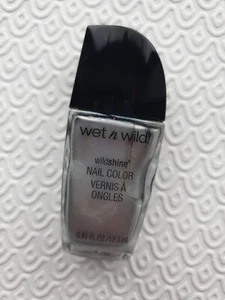 wet n wild®
wildshine®
NAIL COLOR
VERNIS À
ONGLES